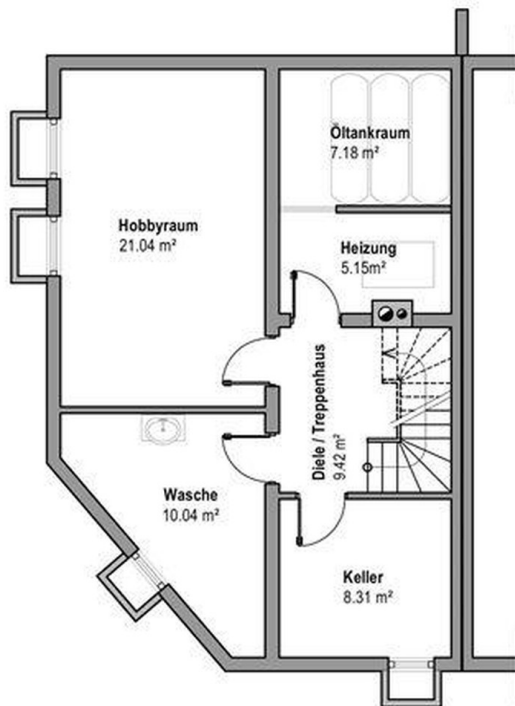 Öltankraum
7.18 m²
Hobbyraum
21.04 m²
Heizung
5.15m²
Diele / Treppenhaus
9.42 m²
Wasche
10.04 m²
Keller
8.31 m²